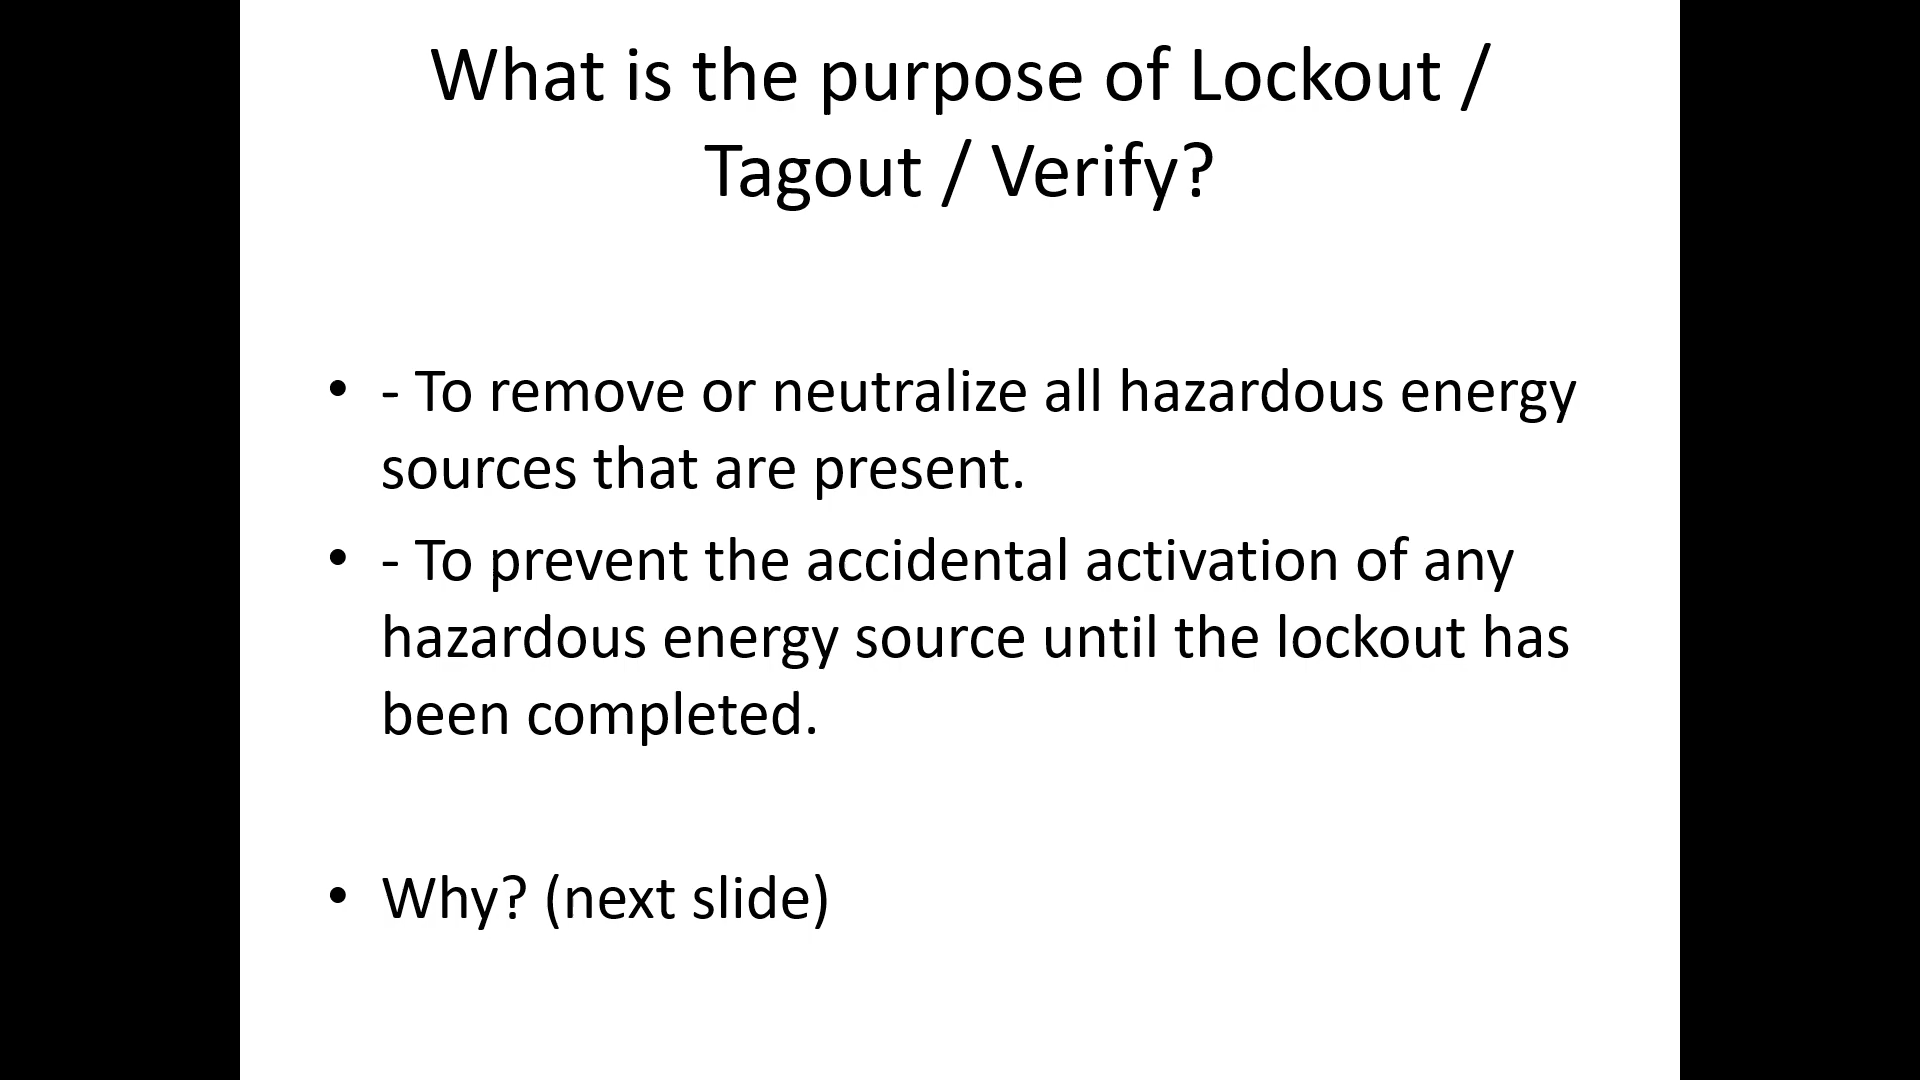 What is the purpose of Lockout /
Tagout / Verify?
• - To remove or neutralize all hazardous energy
sources that are present.
• - To prevent the accidental activation of any
hazardous energy source until the lockout has
been completed.
• Why? (next slide)